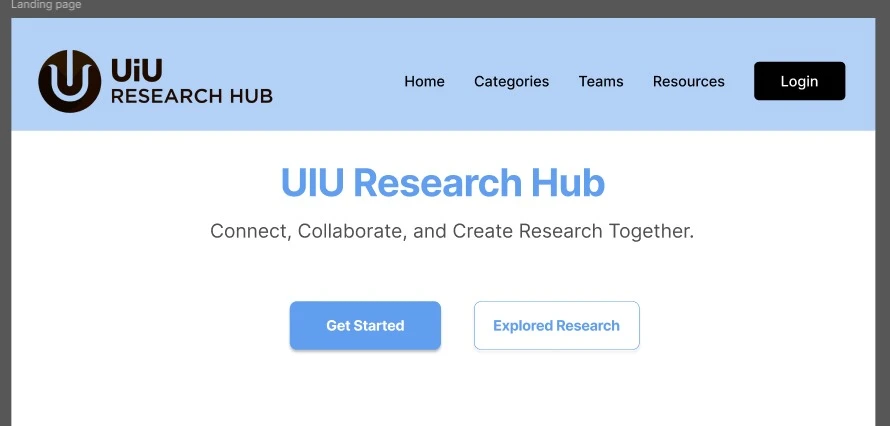 Landing page
UiU
RESEARCH HUB
Home Categories Teams Resources Login
UIU Research Hub
Connect, Collaborate, and Create Research Together.
Get Started Explored Research